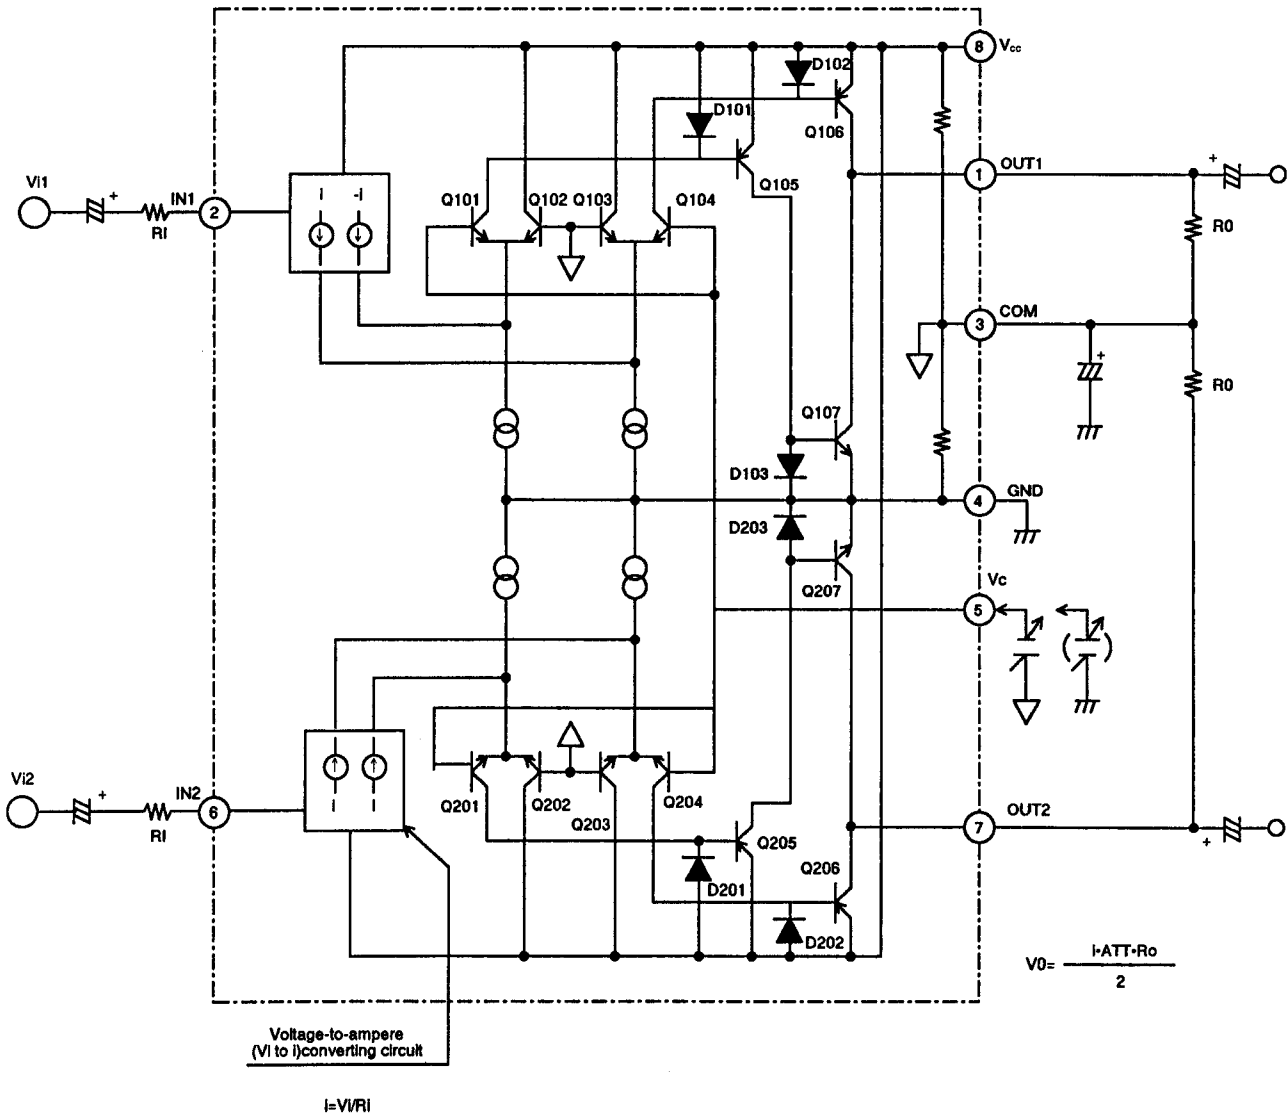 8
Vcc
D102
D101
Q106
Vi1
+
IN1
2
RI
i
-i
Q101
Q102
Q103
Q104
Q105
OUT1
1
+
R0
COM
3
+
R0
Q107
D103
GND
4
D203
Q207
Vc
5
( )
Vi2
+
IN2
6
RI
i
i
Q201
Q202
Q203
Q204
Q205
Q206
OUT2
7
+
D201
D202
V0= i•ATT•Ro
2
Voltage-to-ampere
(Vi to i)converting circuit
i=Vi/Ri